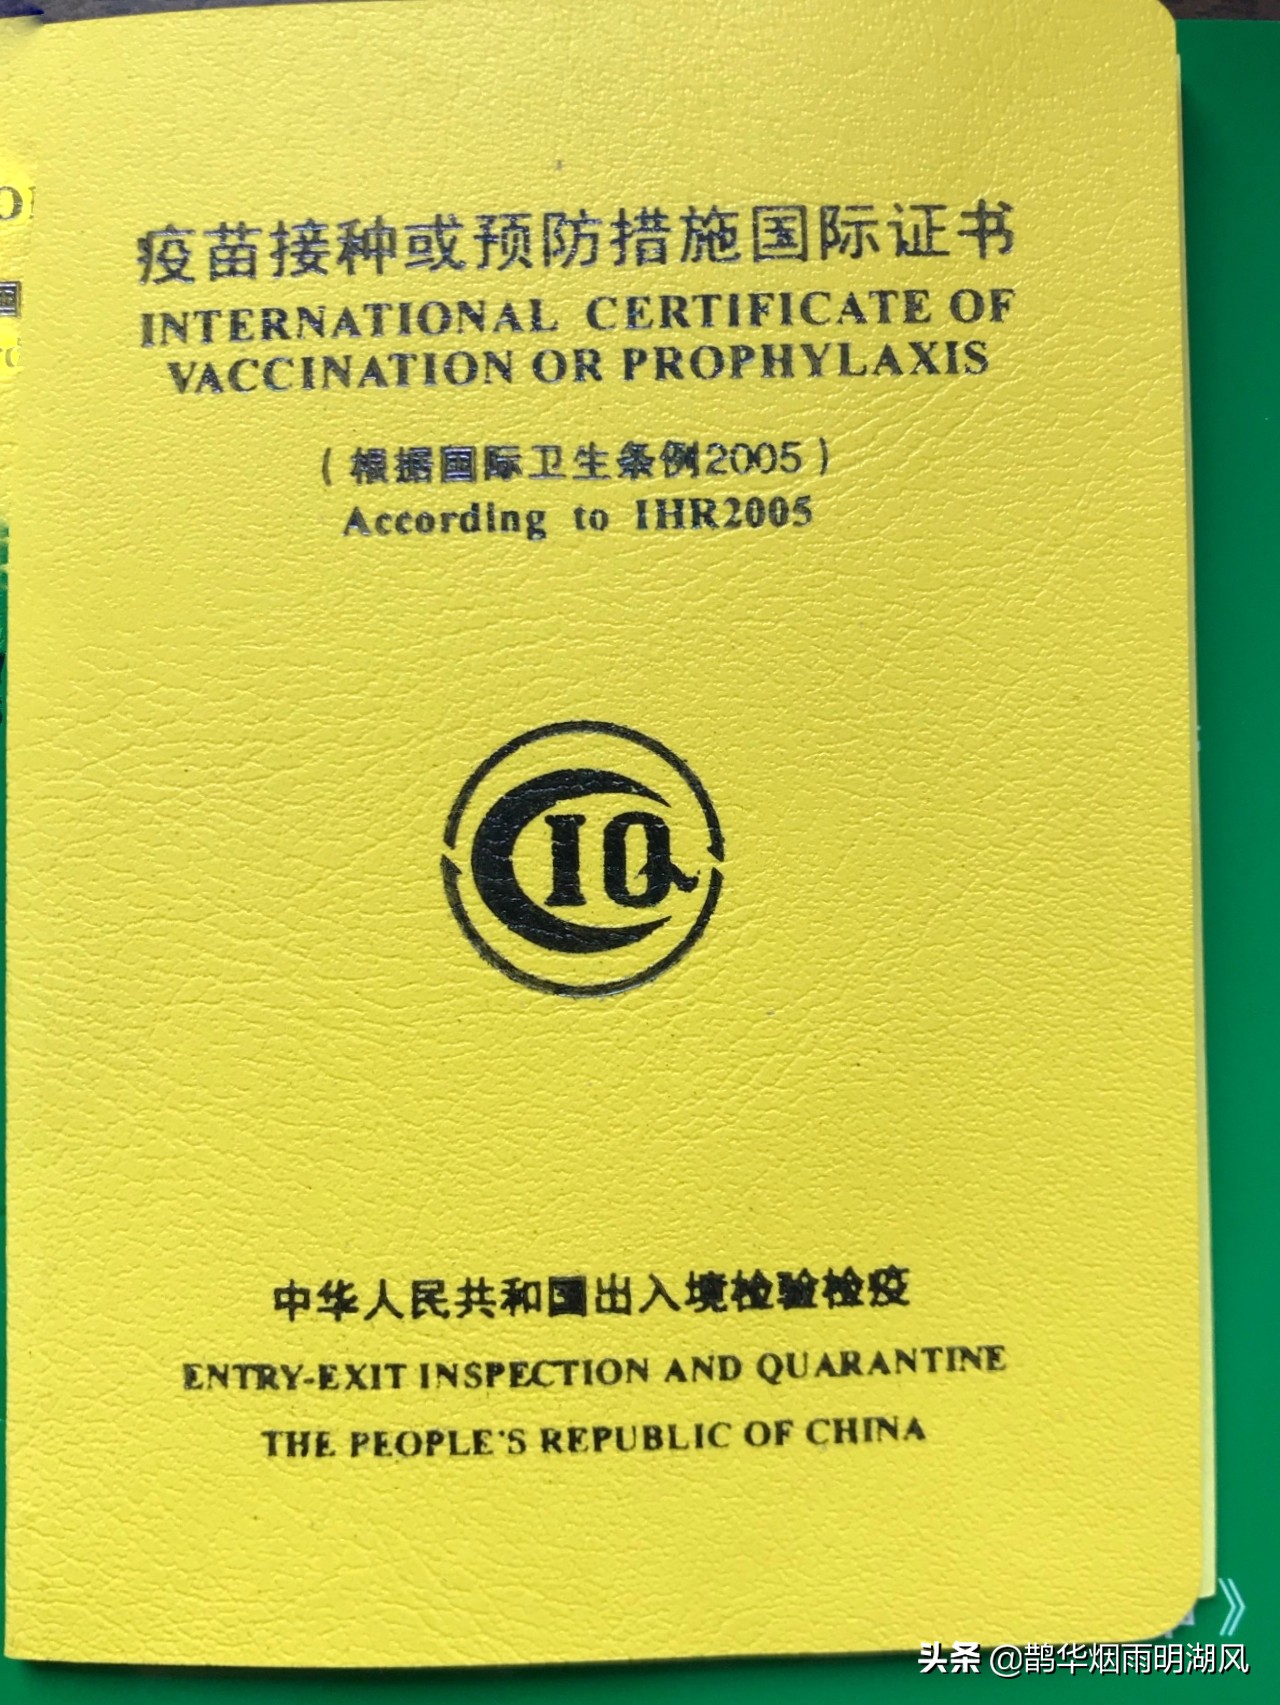 疫苗接种或预防措施国际证书
INTERNATIONAL CERTIFICATE OF
VACCINATION OR PROPHYLAXIS
（根据国际卫生条例2005）
According to IHR2005
CIQ
中华人民共和国出入境检验检疫
ENTRY-EXIT INSPECTION AND QUARANTINE
THE PEOPLE'S REPUBLIC OF CHINA
头条 @鹊华烟雨明湖风